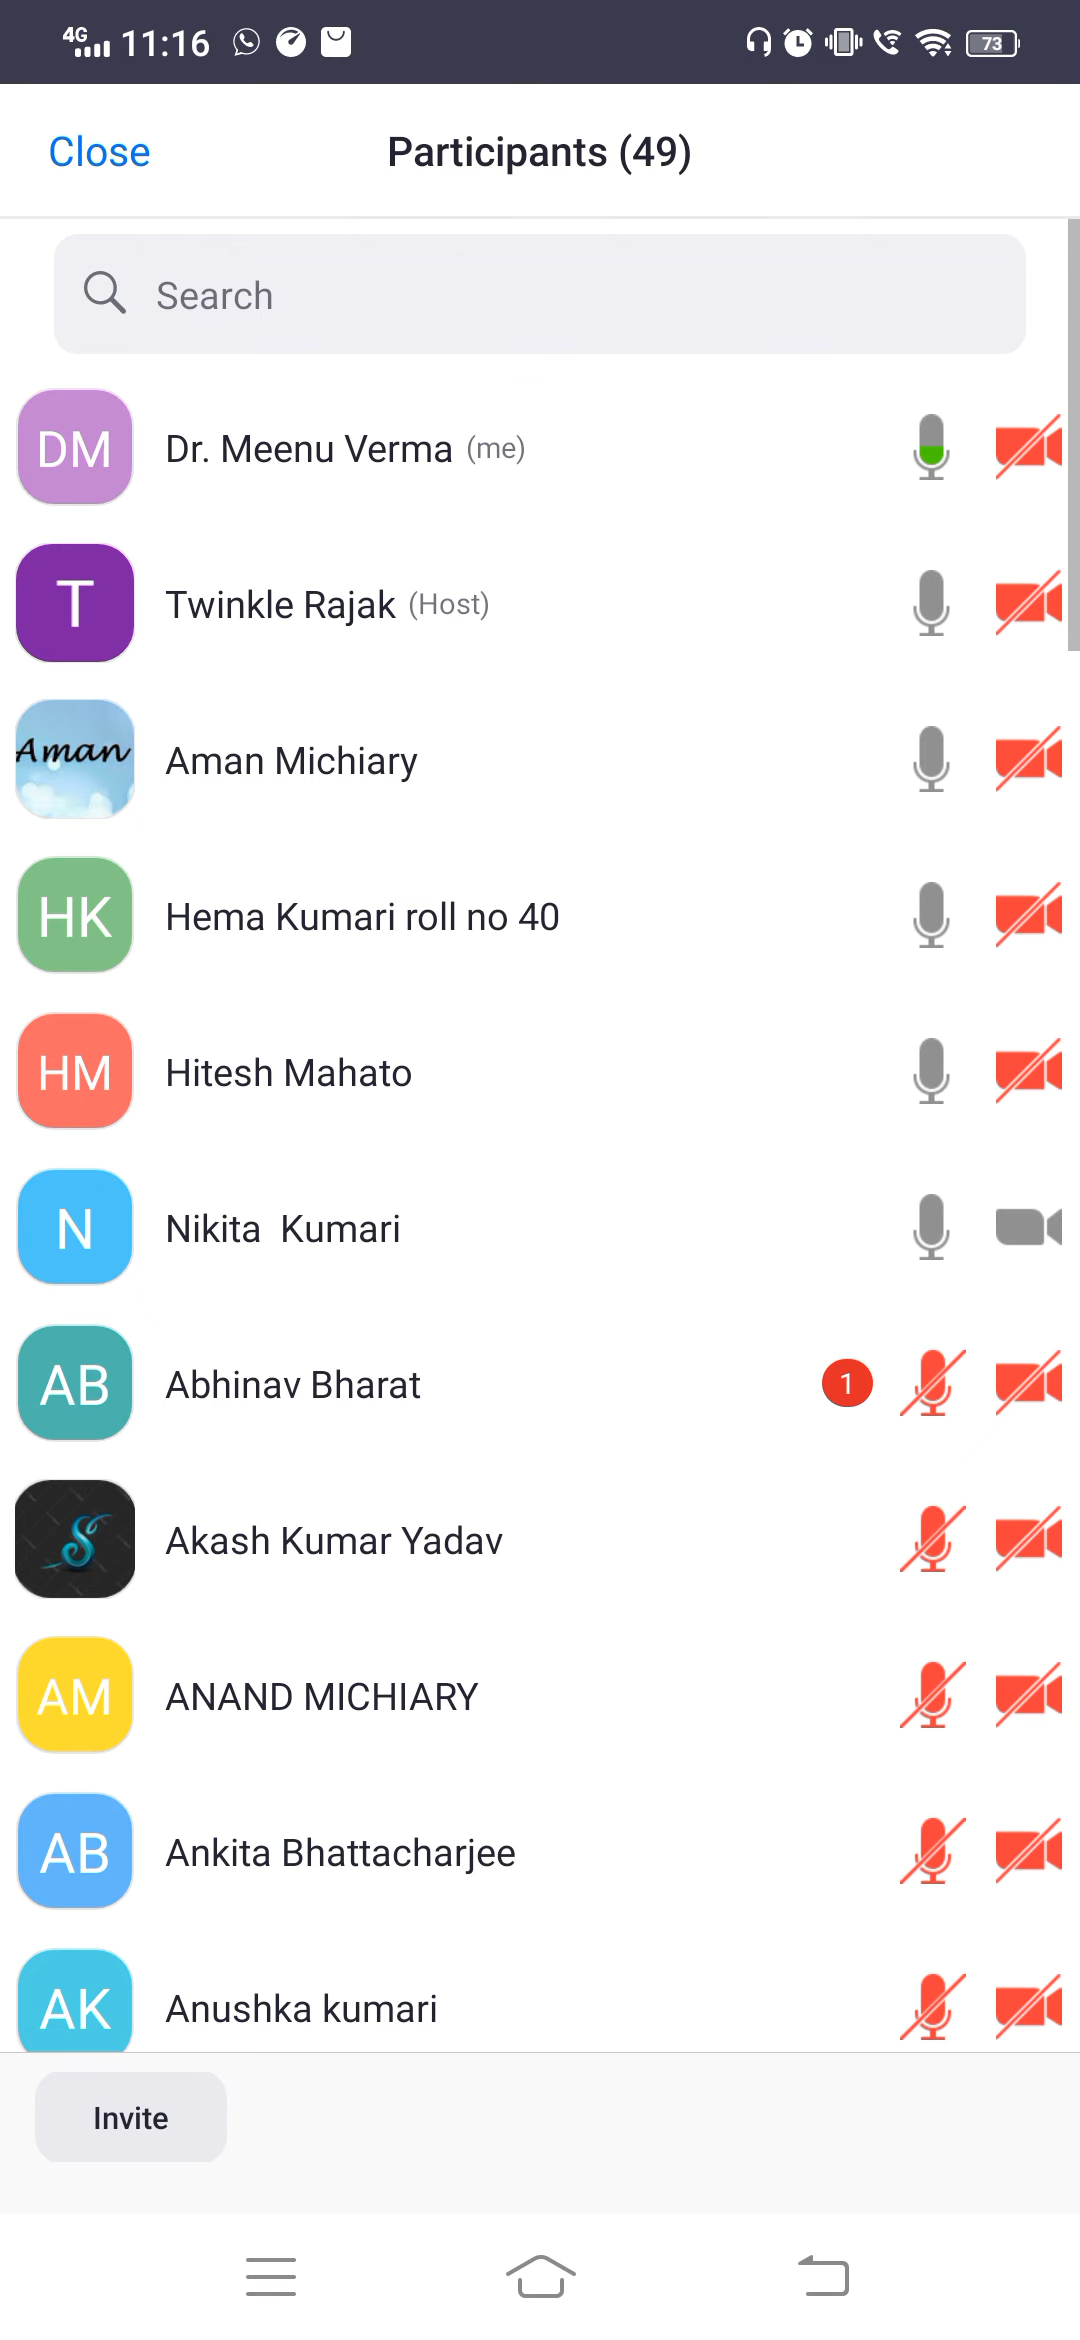 4G 11:16 73
Close Participants (49)
Search
DM Dr. Meenu Verma (me)
T Twinkle Rajak (Host)
Aman Aman Michiary
HK Hema Kumari roll no 40
HM Hitesh Mahato
N Nikita  Kumari
AB Abhinav Bharat 1
S Akash Kumar Yadav
AM ANAND MICHIARY
AB Ankita Bhattacharjee
AK Anushka kumari
Invite